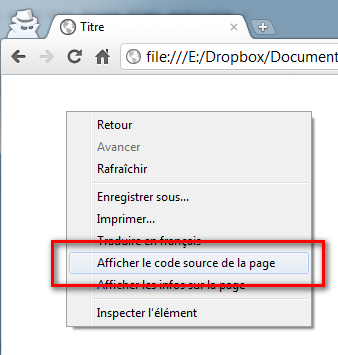 Titre
file:///E:/Dropbox/Document
Retour
Avancer
Rafraîchir
Enregistrer sous...
Imprimer...
Traduire en français
Afficher le code source de la page
Afficher les infos sur la page
Inspecter l'élément